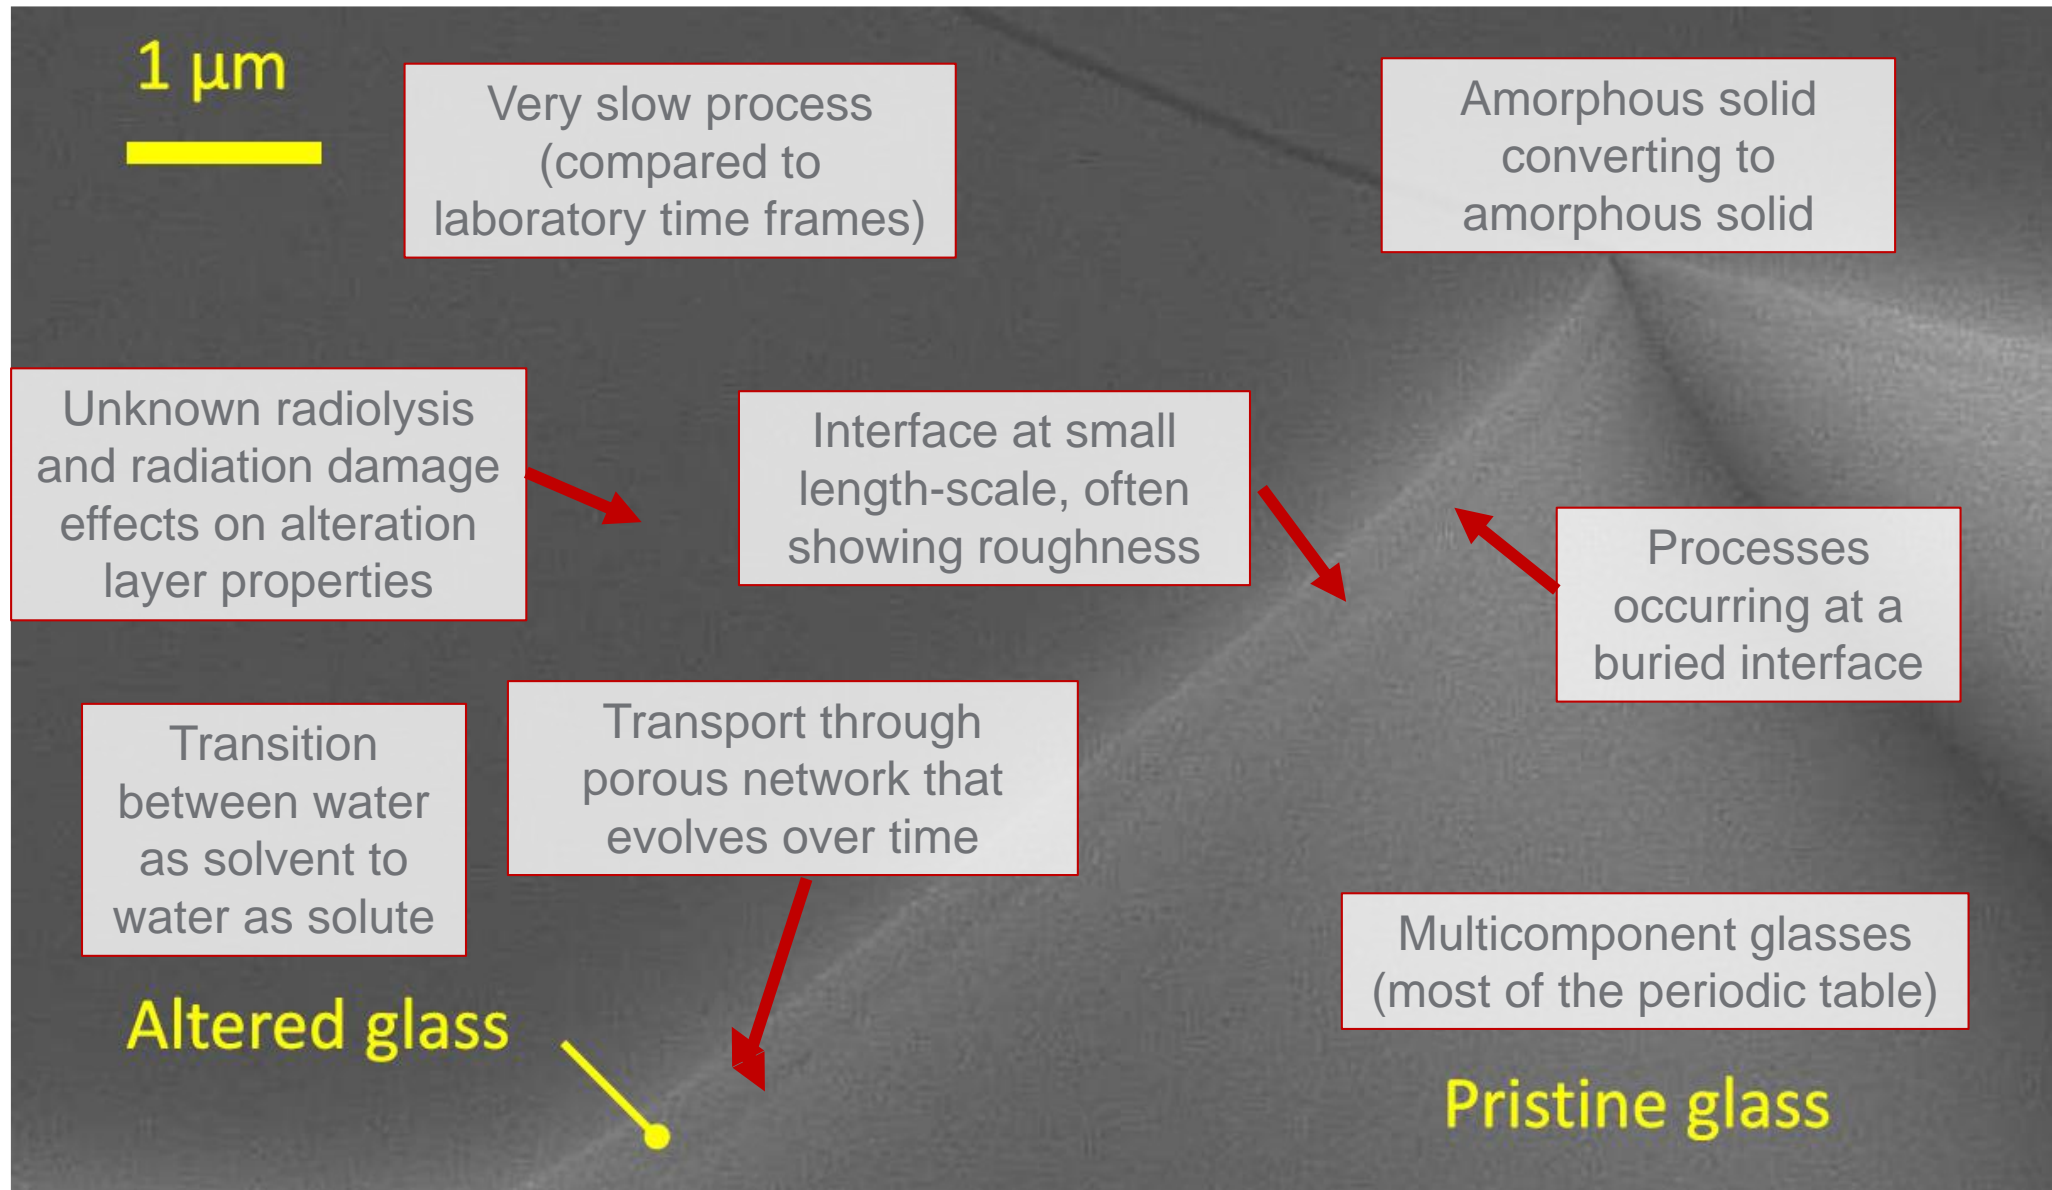 1 μm
Very slow process
(compared to
laboratory time frames)
Amorphous solid
converting to
amorphous solid
Unknown radiolysis
and radiation damage
effects on alteration
layer properties
Interface at small
length-scale, often
showing roughness
Processes
occurring at a
buried interface
Transition
between water
as solvent to
water as solute
Transport through
porous network that
evolves over time
Multicomponent glasses
(most of the periodic table)
Altered glass
Pristine glass